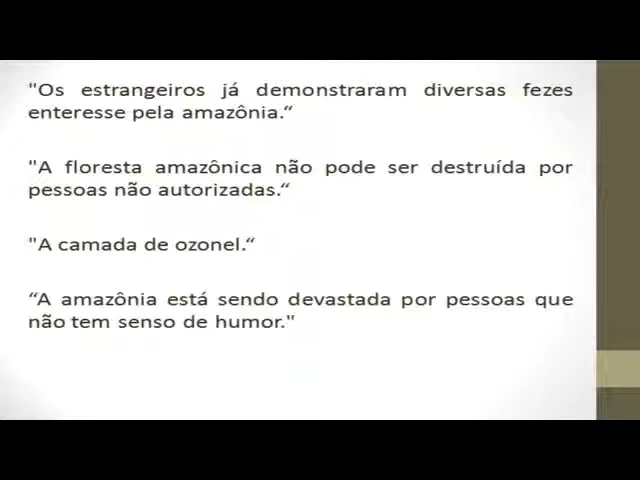 "Os estrangeiros já demonstraram diversas fezes
enteresse pela amazônia.“
"A floresta amazônica não pode ser destruída por
pessoas não autorizadas.“
"A camada de ozonel.“
“A amazônia está sendo devastada por pessoas que
não tem senso de humor."